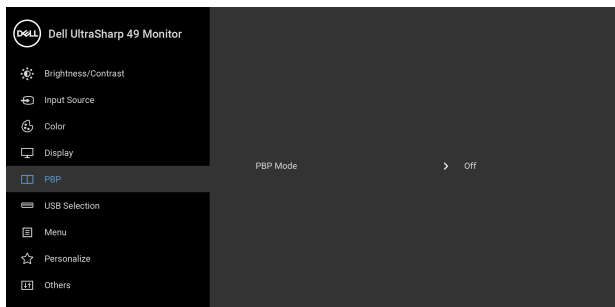 DELL
Dell UltraSharp 49 Monitor
Brightness/Contrast
Input Source
Color
Display
PBP
PBP Mode
Off
USB Selection
Menu
Personalize
Others